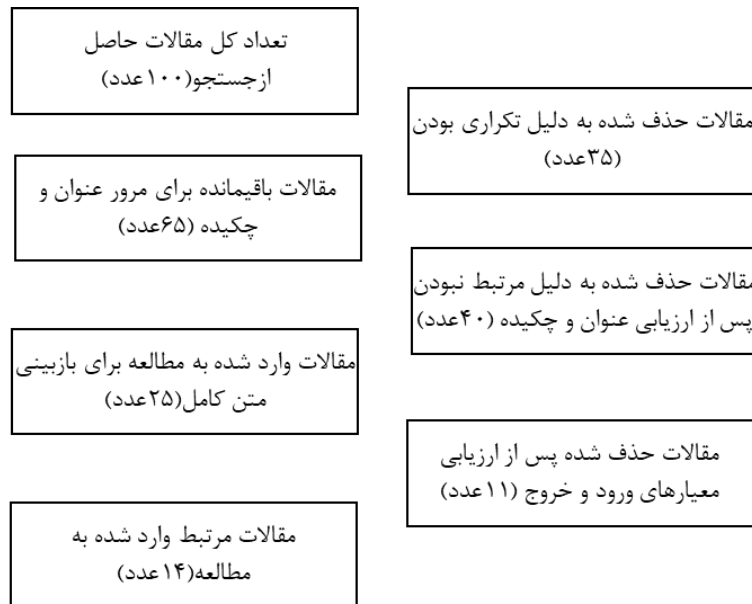 تعداد کل مقالات حاصل
ازجستجو(۱۰۰عدد)
مقالات حذف شده به دلیل تکراری بودن
(۳۵عدد)
مقالات باقیمانده برای مرور عنوان و
چکیده (۶۵عدد)
مقالات حذف شده به دلیل مرتبط نبودن
پس از ارزیابی عنوان و چکیده (۴۰عدد)
مقالات وارد شده به مطالعه برای بازبینی
متن کامل(۲۵عدد)
مقالات حذف شده پس از ارزیابی
معیارهای ورود و خروج (۱۱عدد)
مقالات مرتبط وارد شده به
مطالعه(۱۴عدد)